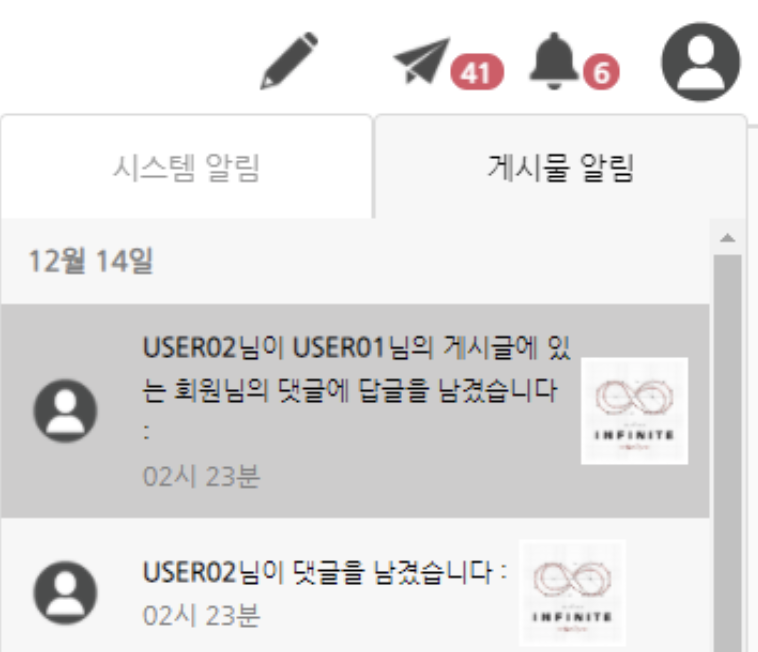 41
6
시스템 알림
게시물 알림
12월 14일
USER02님이 USER01님의 게시글에 있
는 회원님의 댓글에 답글을 남겼습니다
:
02시 23분
INFINITE
USER02님이 댓글을 남겼습니다 :
02시 23분
INFINITE